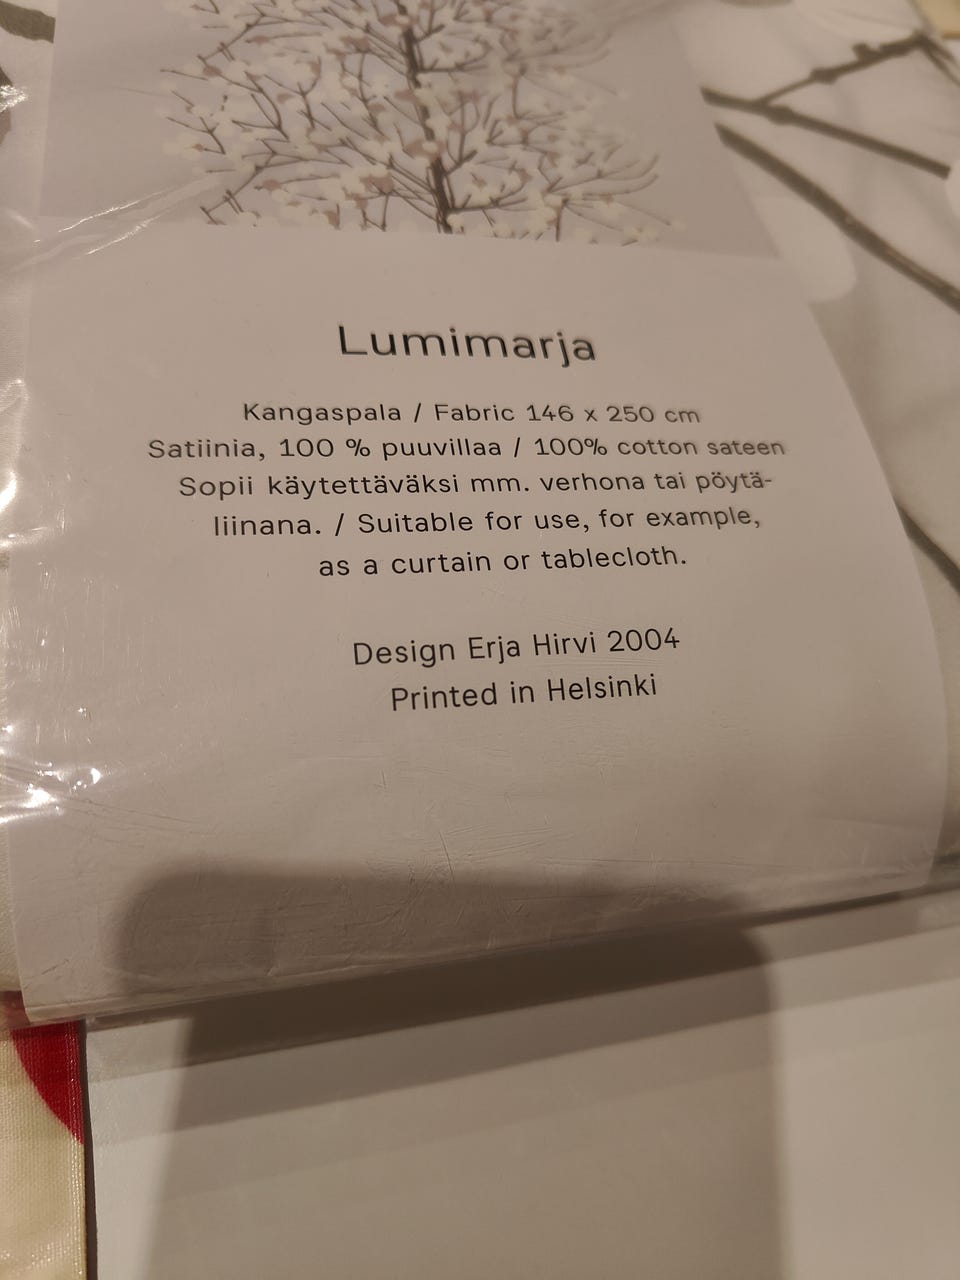 Lumimarja
Kangaspala / Fabric 146 x 250 cm
Satiinia, 100 % puuvillaa / 100% cotton sateen
Sopii käytettäväksi mm. verhona tai pöytä-
liinana. / Suitable for use, for example,
as a curtain or tablecloth.
Design Erja Hirvi 2004
Printed in Helsinki